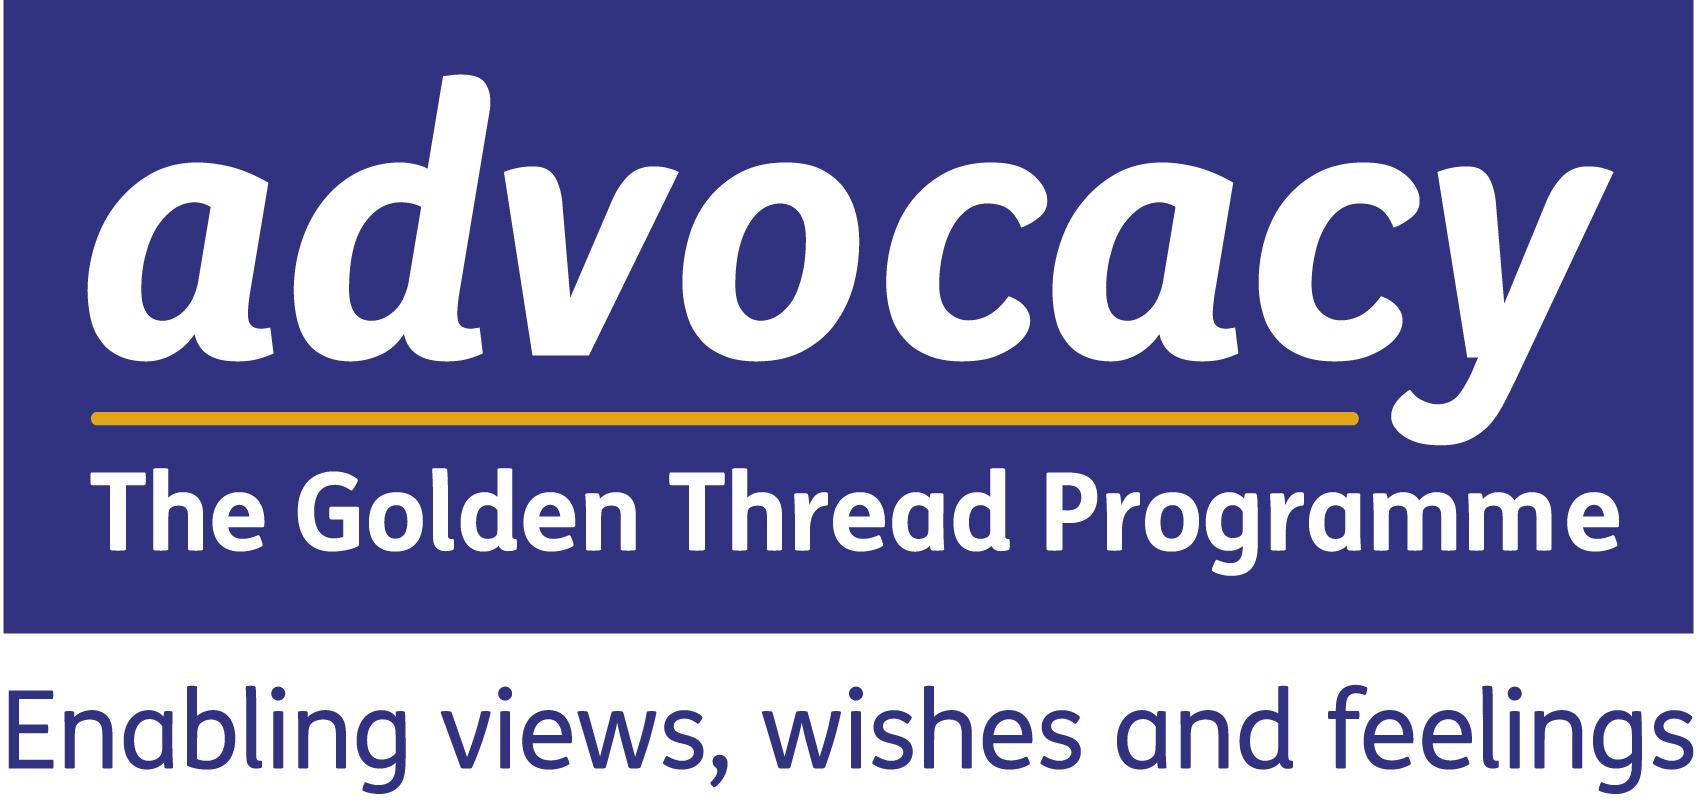 advocacy
The Golden Thread Programme
Enabling views, wishes and feelings